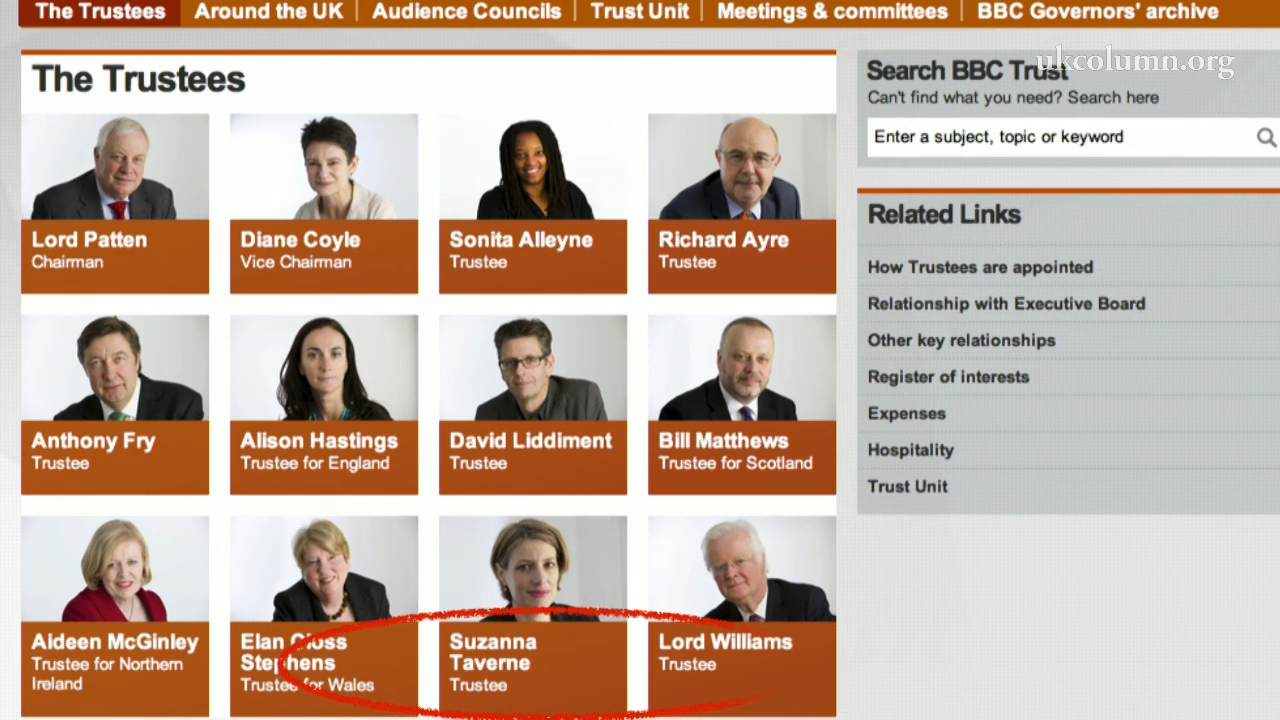 The Trustees
Around the UK
Audience Councils
Trust Unit
Meetings & committees
BBC Governors' archive
The Trustees
Lord Patten
Chairman
Diane Coyle
Vice Chairman
Sonita Alleyne
Trustee
Richard Ayre
Trustee
Anthony Fry
Trustee
Alison Hastings
Trustee for England
David Liddiment
Trustee
Bill Matthews
Trustee for Scotland
Aideen McGinley
Trustee for Northern
Ireland
Elan Closs
Stephens
Trustee for Wales
Suzanna
Taverne
Trustee
Lord Williams
Trustee
ukcolumn.org
Search BBC Trust
Can't find what you need? Search here
Enter a subject, topic or keyword
Related Links
How Trustees are appointed
Relationship with Executive Board
Other key relationships
Register of interests
Expenses
Hospitality
Trust Unit